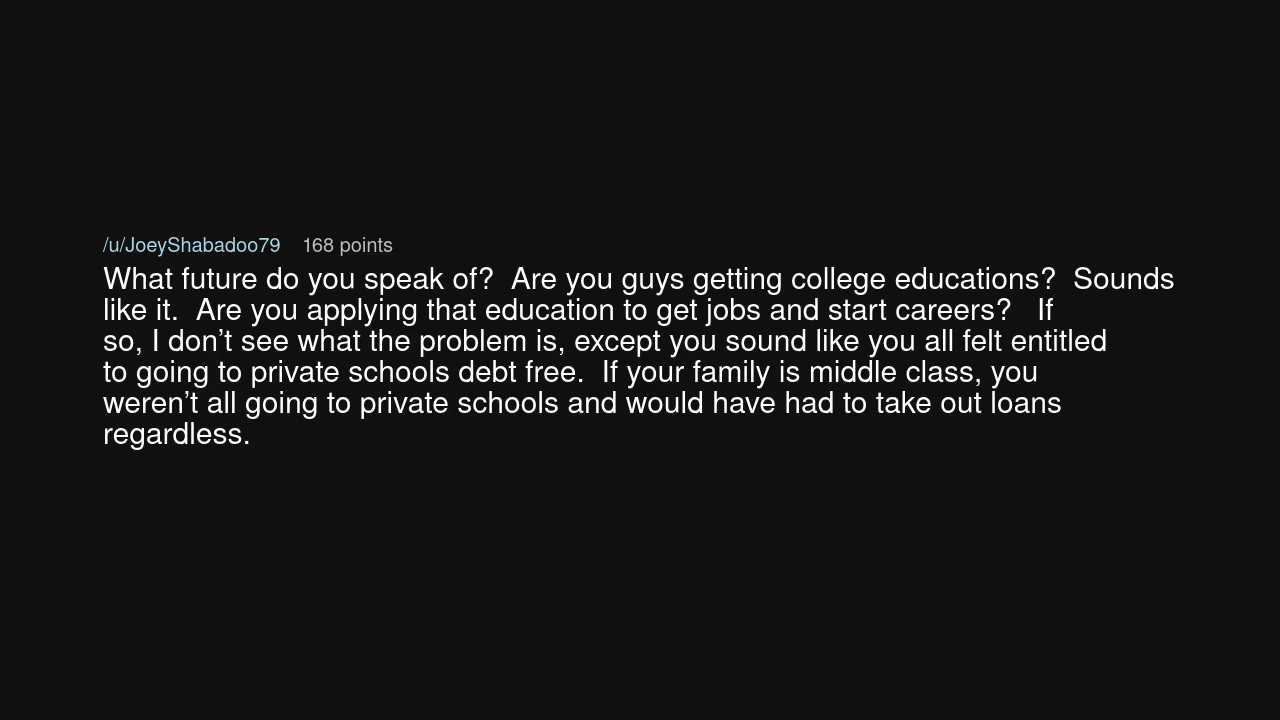 /u/JoeyShabadoo79 168 points
What future do you speak of?  Are you guys getting college educations?  Sounds
like it.  Are you applying that education to get jobs and start careers?   If
so, I don’t see what the problem is, except you sound like you all felt entitled
to going to private schools debt free.  If your family is middle class, you
weren’t all going to private schools and would have had to take out loans
regardless.